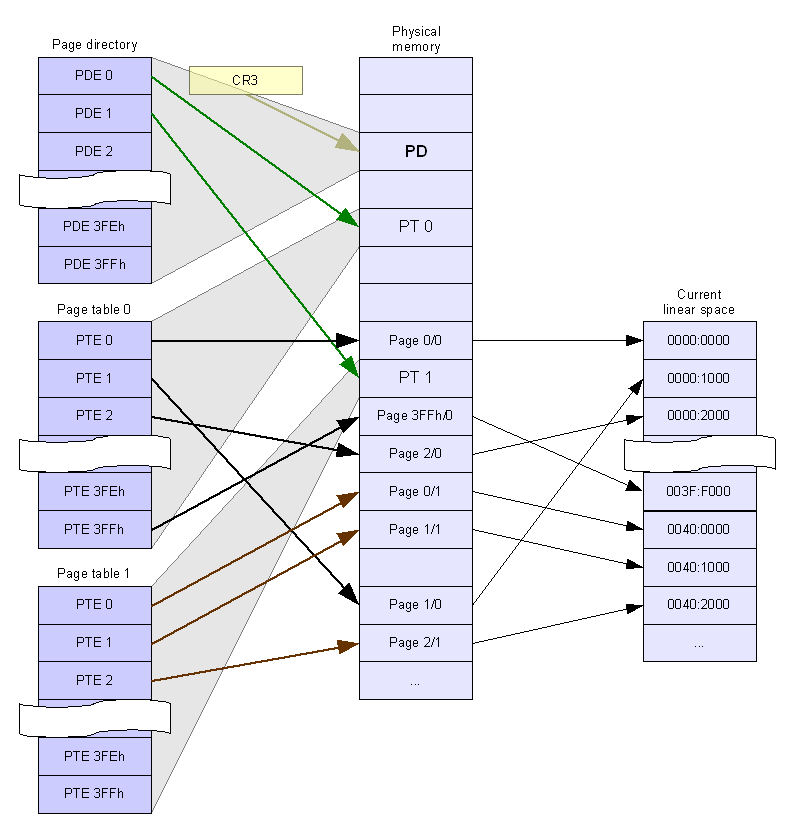 Page directory
PDE 0
PDE 1
PDE 2
PDE 3FEh
PDE 3FFh
CR3
Page table 0
PTE 0
PTE 1
PTE 2
PTE 3FEh
PTE 3FFh
Page table 1
PTE 0
PTE 1
PTE 2
PTE 3FEh
PTE 3FFh
Physical
memory
PD
PT 0
Page 0/0
PT 1
Page 3FFh/0
Page 2/0
Page 0/1
Page 1/1
Page 1/0
Page 2/1
...
Current
linear space
0000:0000
0000:1000
0000:2000
003F:F000
0040:0000
0040:1000
0040:2000
...